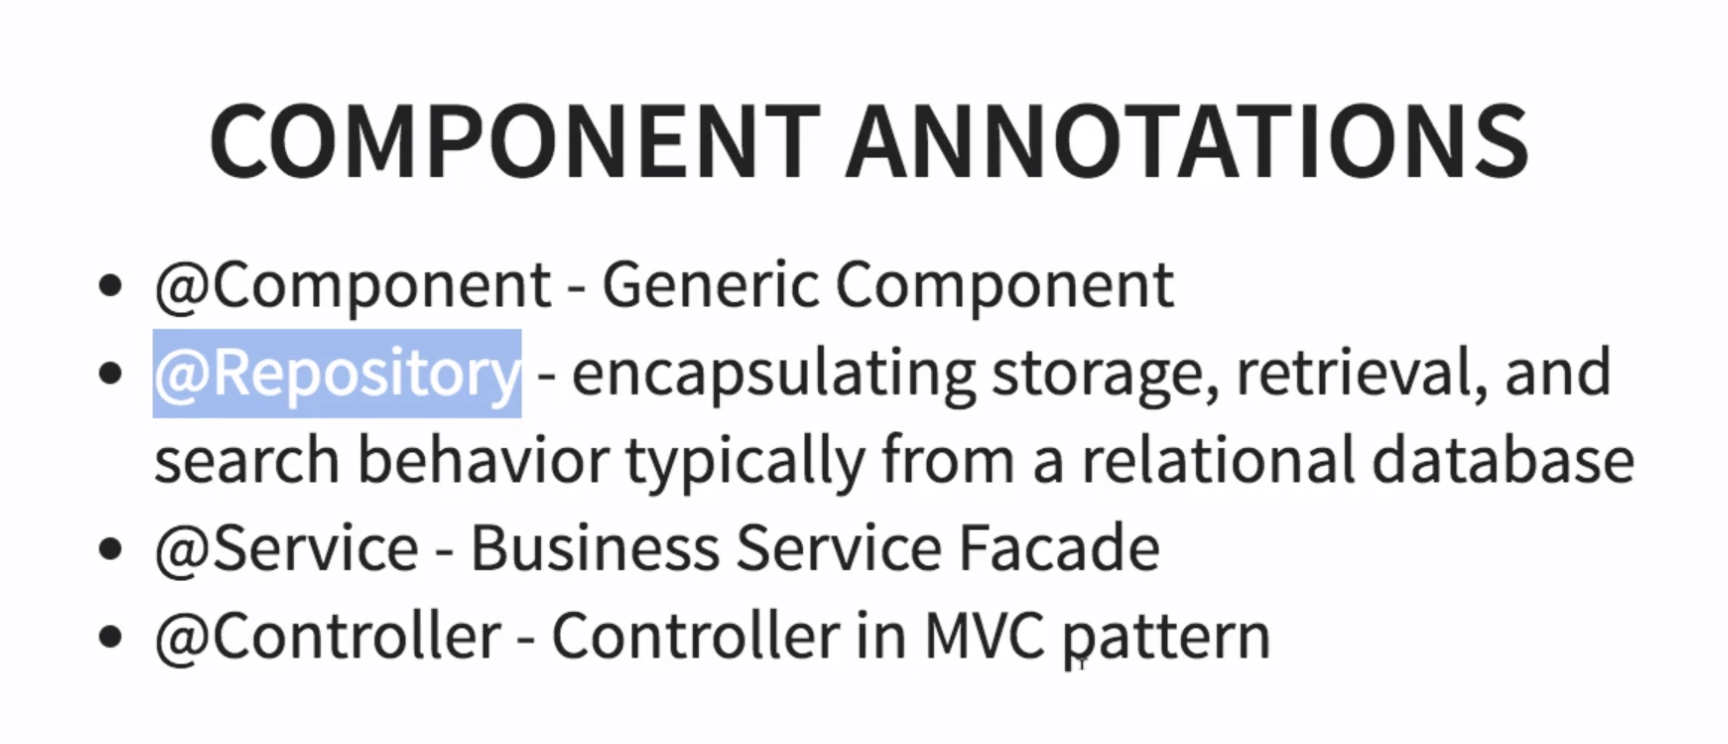 COMPONENT ANNOTATIONS
• @Component - Generic Component
• @Repository - encapsulating storage, retrieval, and
search behavior typically from a relational database
• @Service - Business Service Facade
• @Controller - Controller in MVC pattern